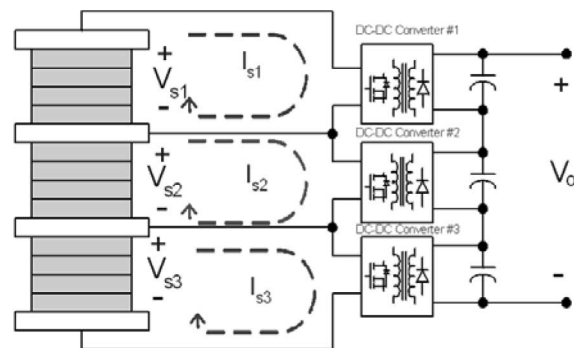 DC-DC Converter #1
+
Vs1
-
Is1
+
DC-DC Converter #2
+
Vs2
-
Is2
Vo
DC-DC Converter #3
+
Vs3
-
Is3
-